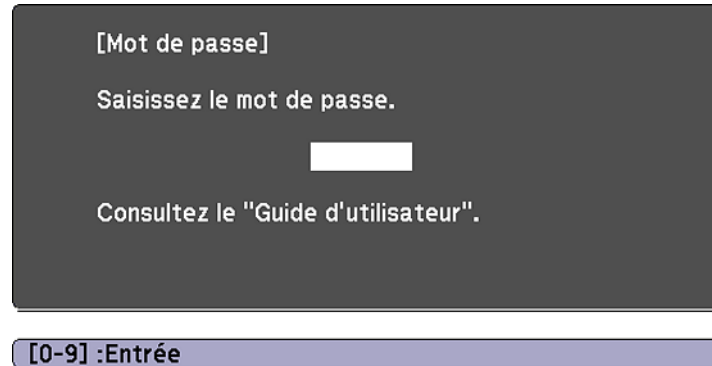 [Mot de passe]
Saisissez le mot de passe.
Consultez le "Guide d'utilisateur".
[0-9] :Entrée